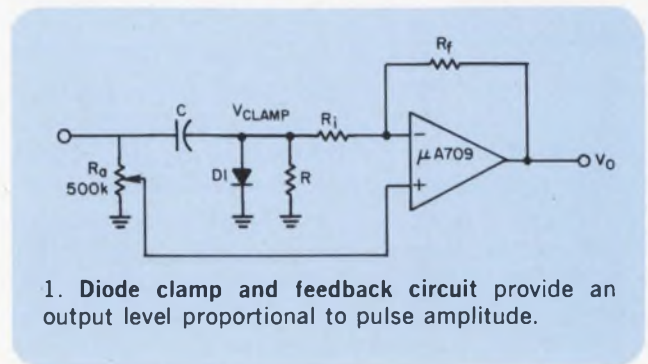 Rf
C
VCLAMP
Ri
Ra
500k
D1
R
−
μA709
+
Vo
1. Diode clamp and feedback circuit provide an
output level proportional to pulse amplitude.